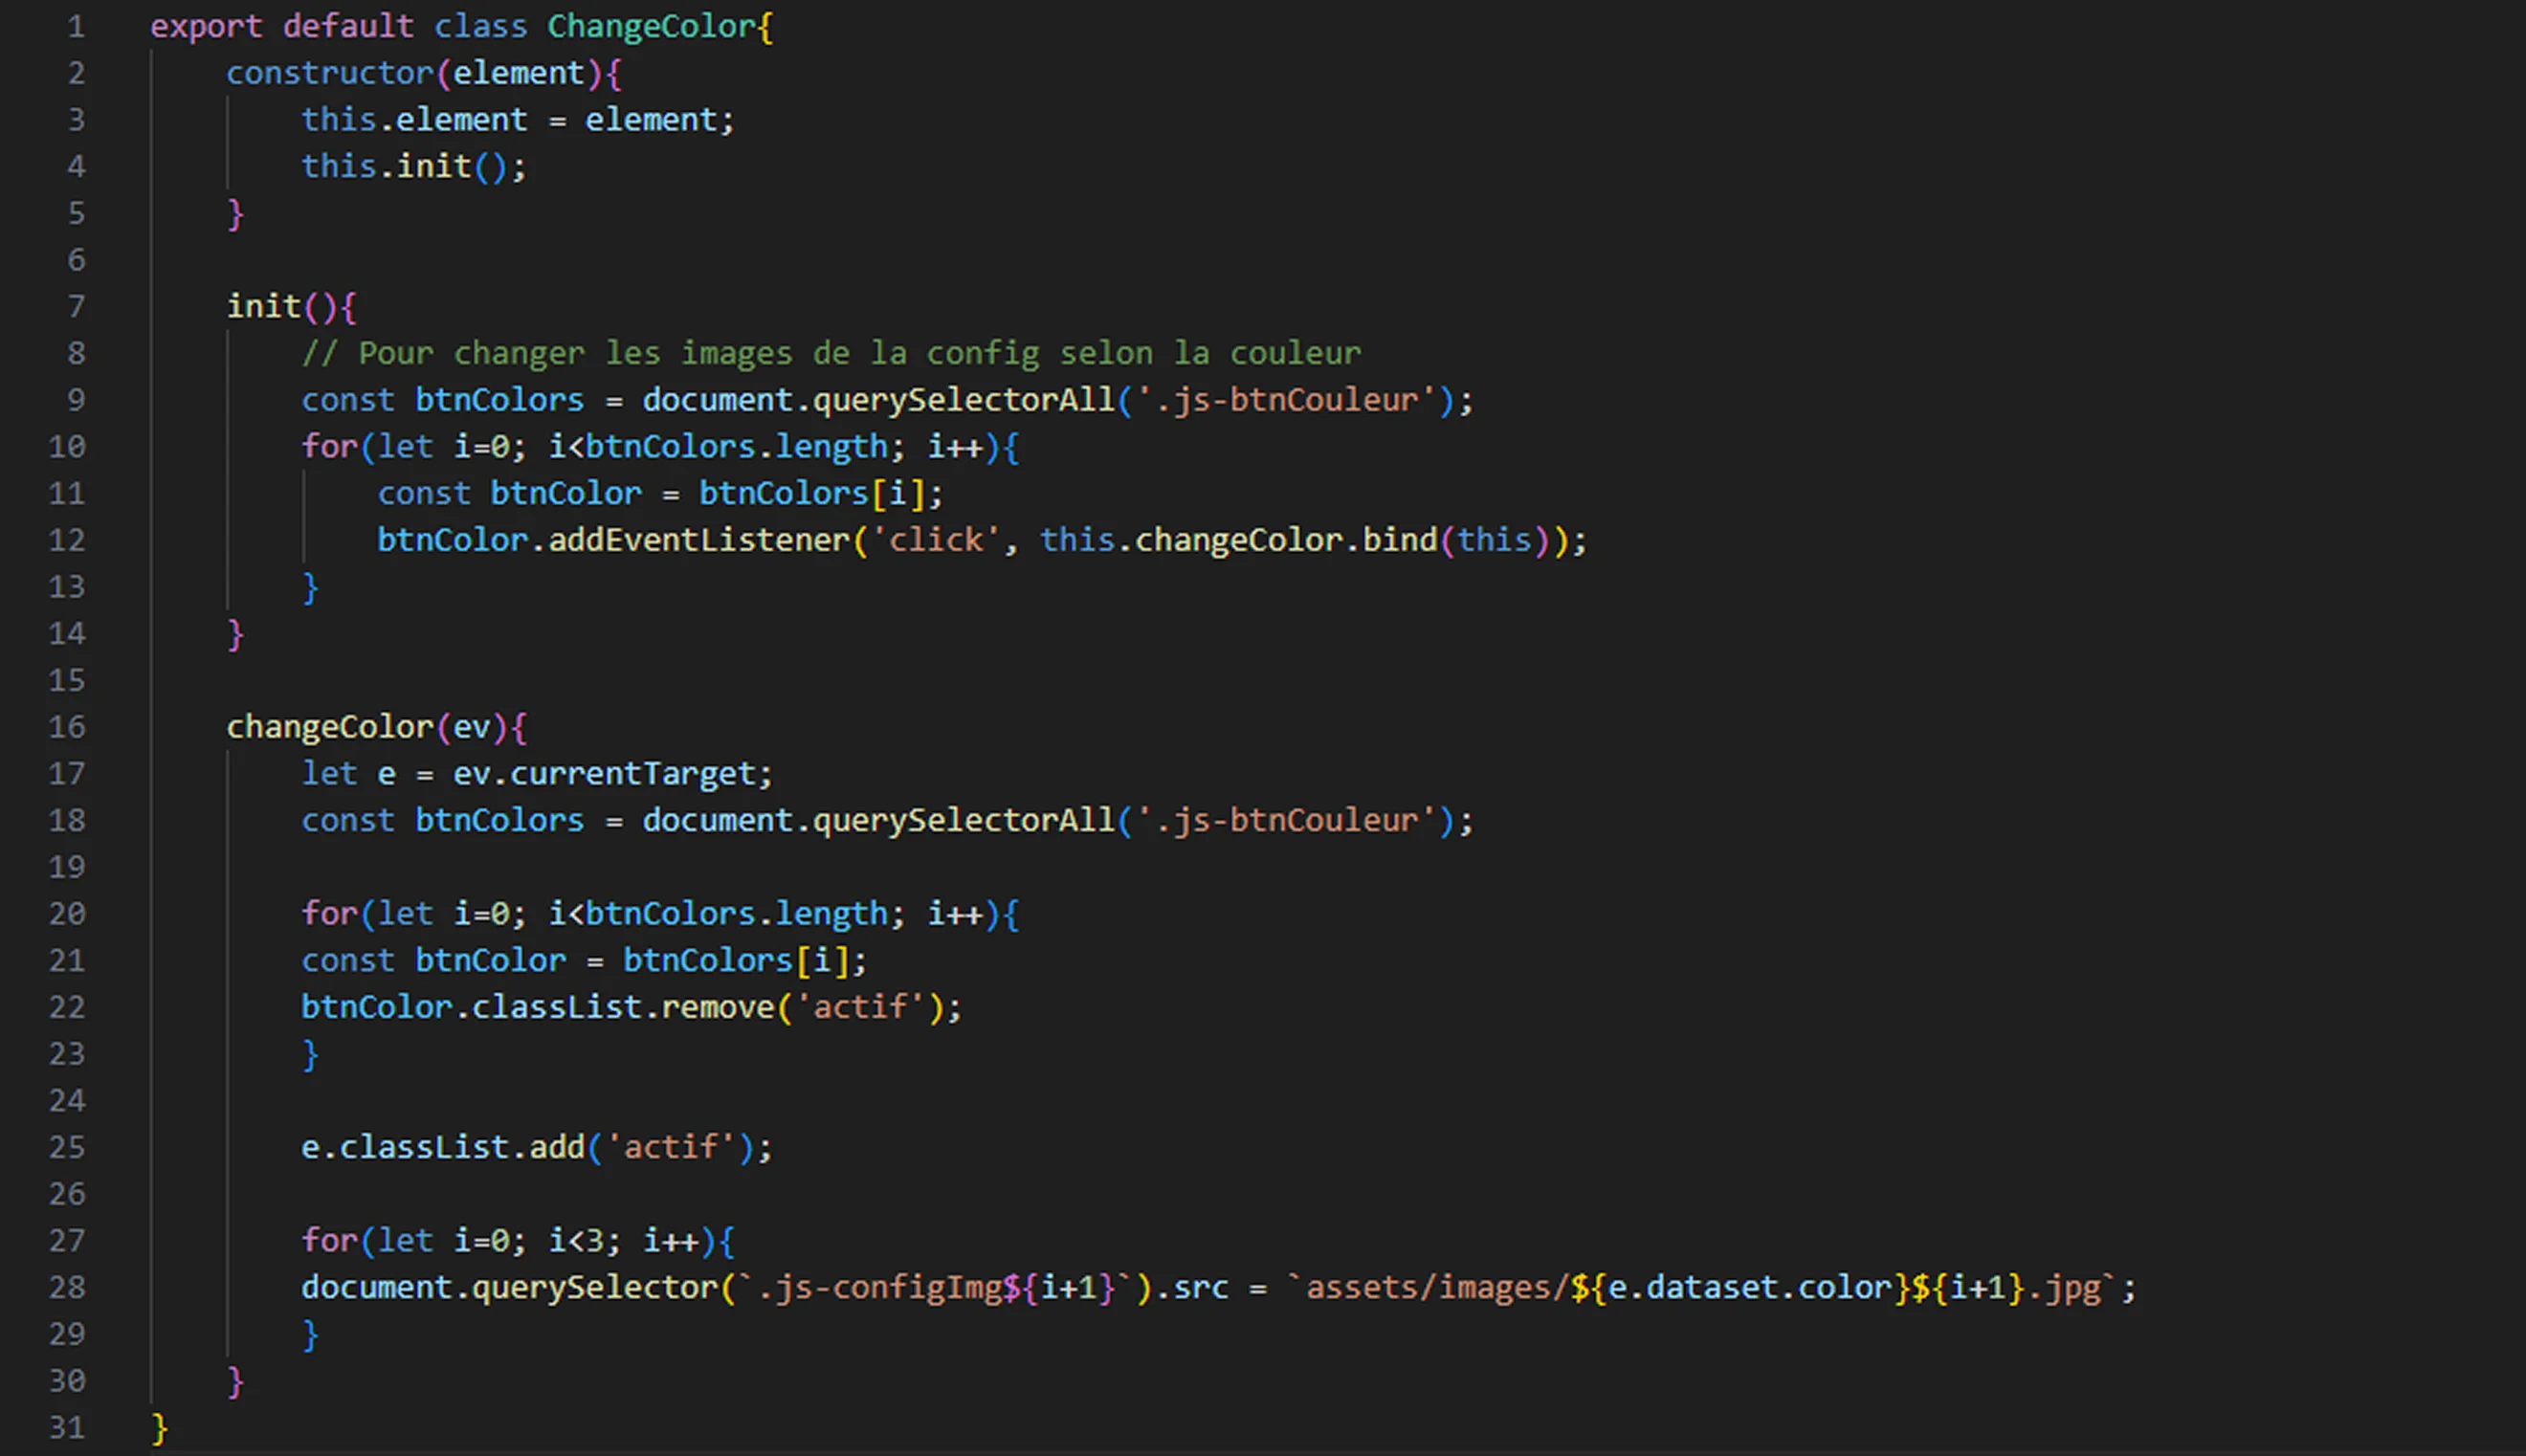 1 export default class ChangeColor{
2     constructor(element){
3         this.element = element;
4         this.init();
5     }
6
7     init(){
8         // Pour changer les images de la config selon la couleur
9         const btnColors = document.querySelectorAll('.js-btnCouleur');
10         for(let i=0; i<btnColors.length; i++){
11             const btnColor = btnColors[i];
12             btnColor.addEventListener('click', this.changeColor.bind(this));
13         }
14     }
15
16     changeColor(ev){
17         let e = ev.currentTarget;
18         const btnColors = document.querySelectorAll('.js-btnCouleur');
19
20         for(let i=0; i<btnColors.length; i++){
21         const btnColor = btnColors[i];
22         btnColor.classList.remove('actif');
23         }
24
25         e.classList.add('actif');
26
27         for(let i=0; i<3; i++){
28         document.querySelector(`.js-configImg${i+1}`).src = `assets/images/${e.dataset.color}${i+1}.jpg`;
29         }
30     }
31 }